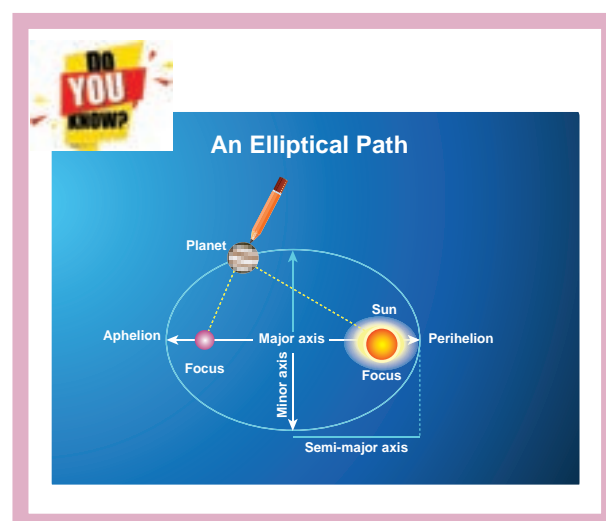 DO
YOU
KNOW?
An Elliptical Path
Planet
Sun
Aphelion
Major axis
Perihelion
Focus
Focus
Minor axis
Semi-major axis